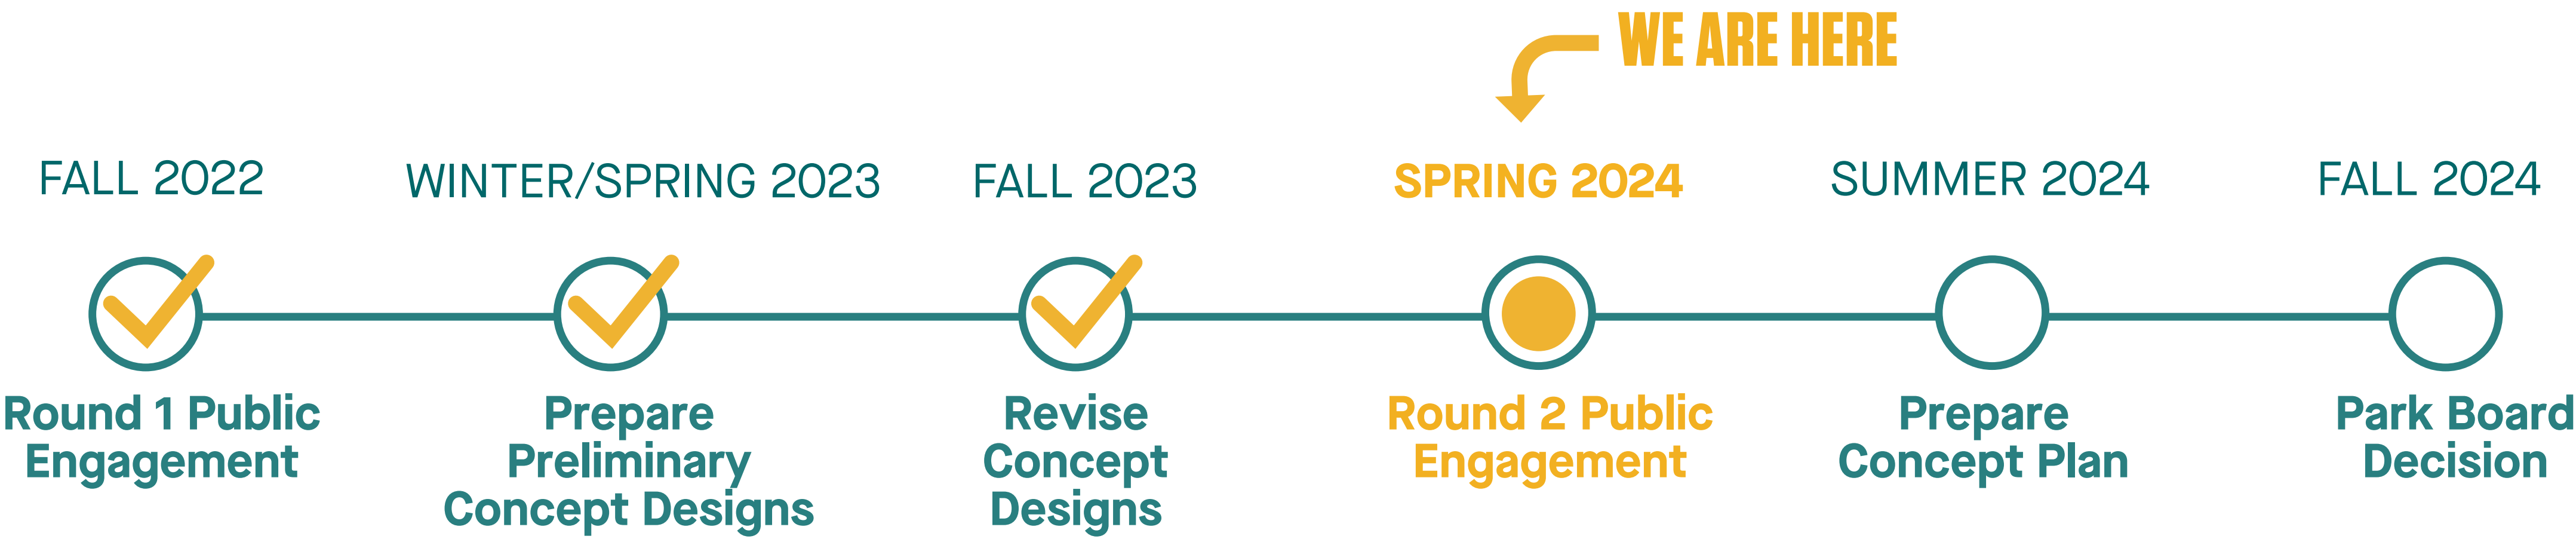 WE ARE HERE
FALL 2022
WINTER/SPRING 2023
FALL 2023
SPRING 2024
SUMMER 2024
FALL 2024
Round 1 Public
Engagement
Prepare
Preliminary
Concept Designs
Revise
Concept
Designs
Round 2 Public
Engagement
Prepare
Concept Plan
Park Board
Decision